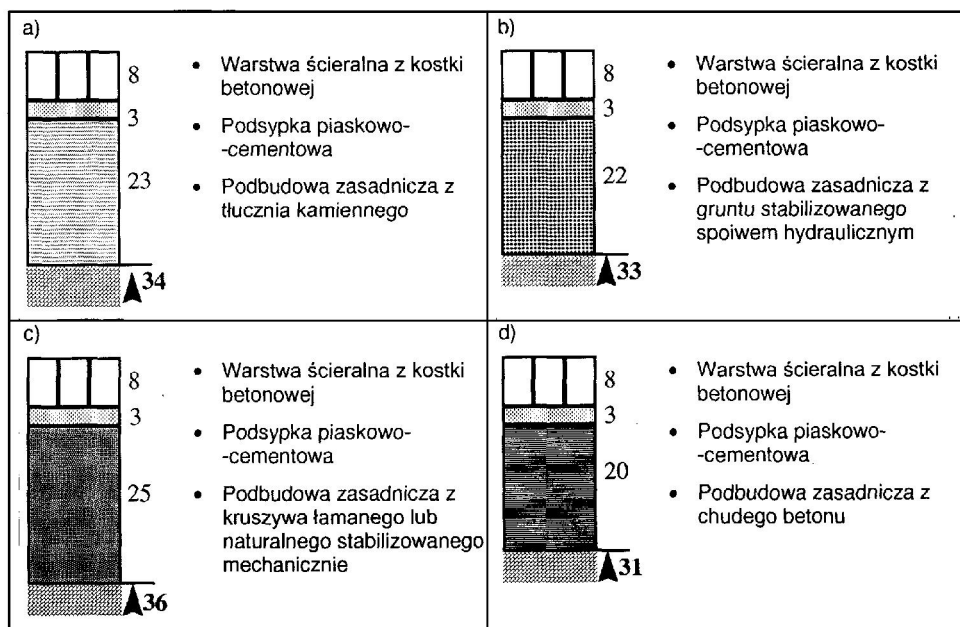 a)
8
3
23
34
• Warstwa ścieralna z kostki
betonowej
• Podsypka piaskowo-
-cementowa
• Podbudowa zasadnicza z
tłucznia kamiennego
b)
8
3
22
33
• Warstwa ścieralna z kostki
betonowej
• Podsypka piaskowo-
-cementowa
• Podbudowa zasadnicza z
gruntu stabilizowanego
spoiwem hydraulicznym
c)
8
3
25
36
• Warstwa ścieralna z kostki
betonowej
• Podsypka piaskowo-
-cementowa
• Podbudowa zasadnicza z
kruszywa łamanego lub
naturalnego stabilizowanego
mechanicznie
d)
8
3
20
31
• Warstwa ścieralna z kostki
betonowej
• Podsypka piaskowo-
-cementowa
• Podbudowa zasadnicza z
chudego betonu